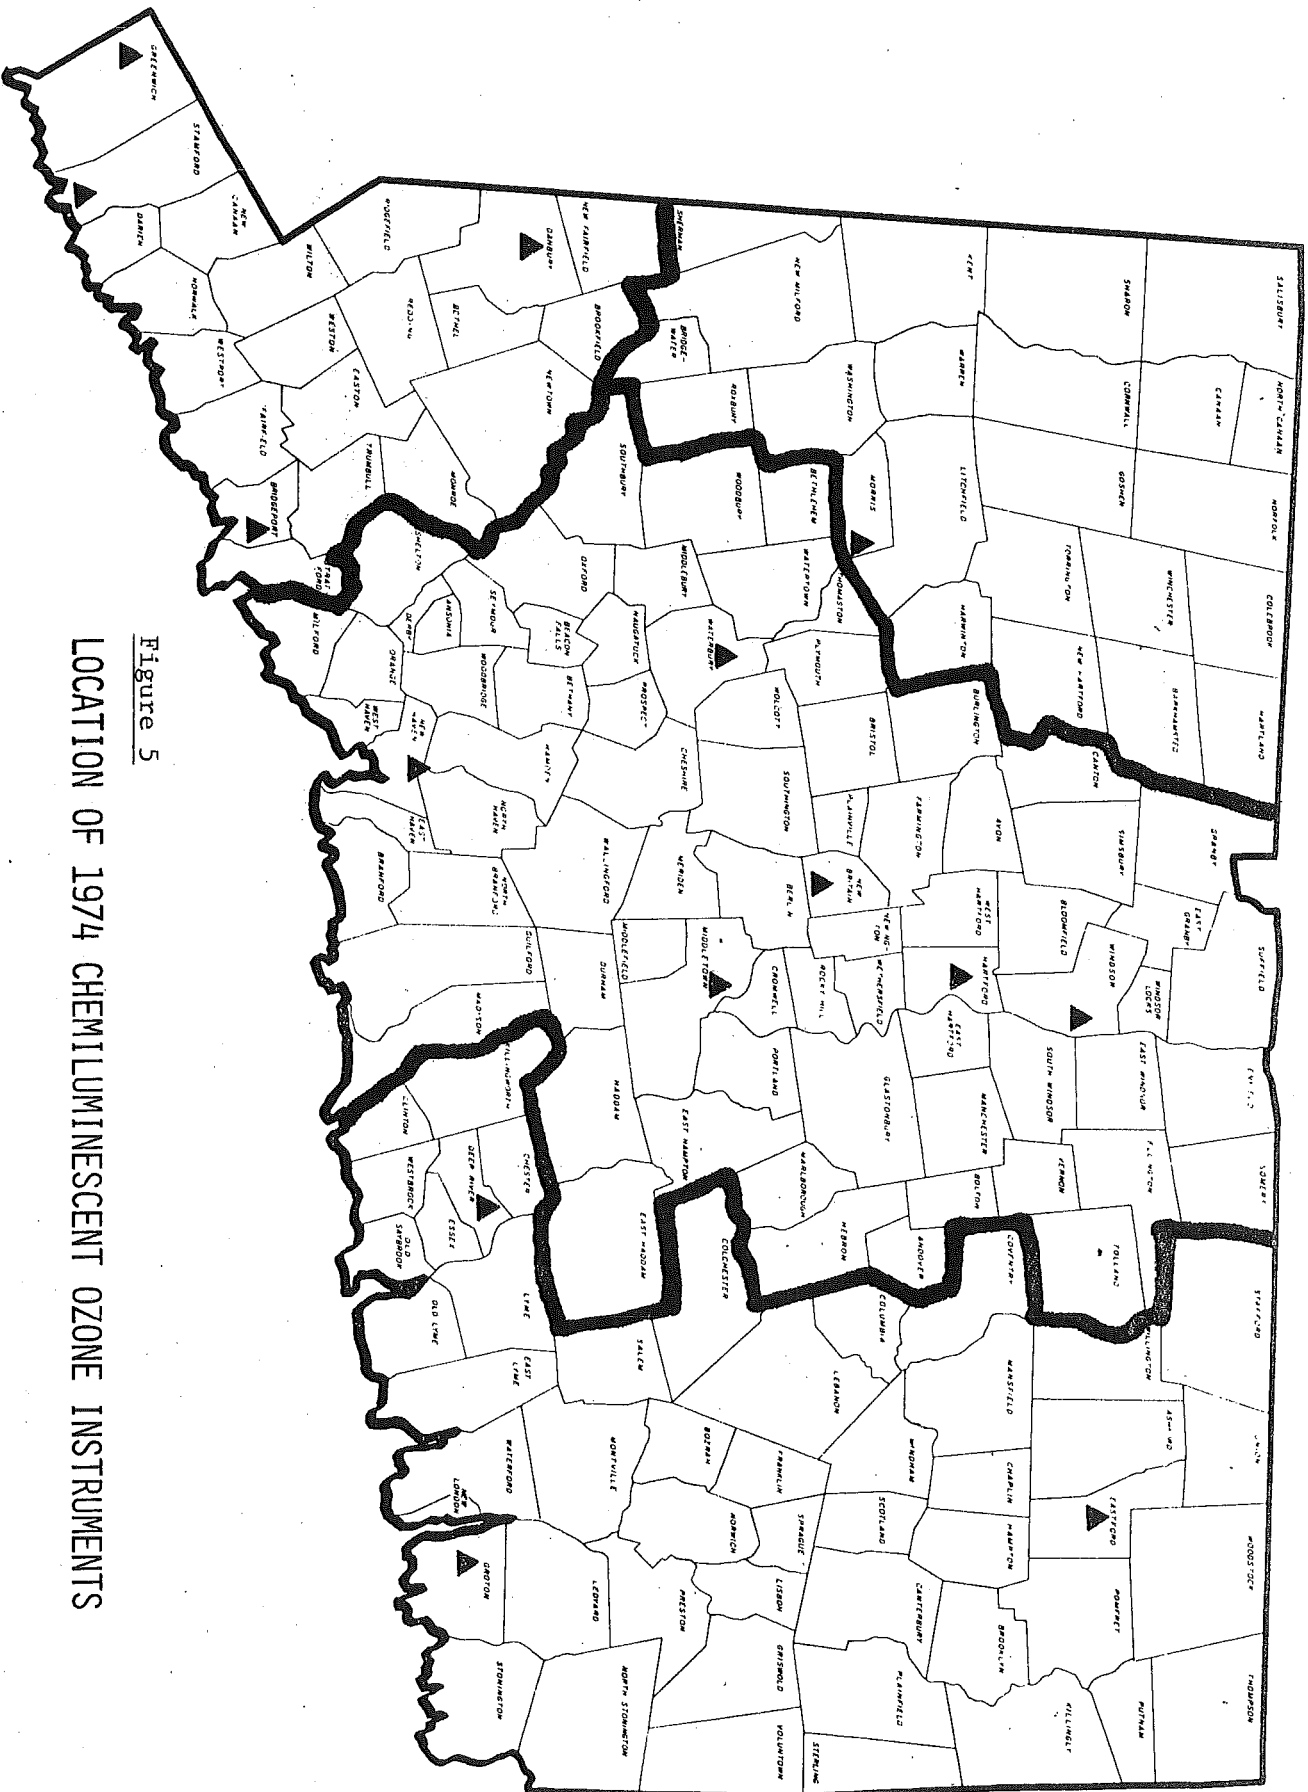 SALISBURY
NORTH CANAAN
NORFOLK
COLEBROOK
HARTLAND
GRANBY
SUFFIELD
STAFFORD
WOODSTOCK
THOMPSON
CANAAN
SHARON
CORNWALL
GOSHEN
WINCHESTER
BARKHAMSTED
EAST
GRANBY
WINDSOR
LOCKS
EAST WINDSOR
TOLLAND
EASTFORD
POMFRET
PUTNAM
KENT
WARREN
LITCHFIELD
TORRINGTON
NEW HARTFORD
CANTON
SIMSBURY
BLOOMFIELD
WINDSOR
SOUTH WINDSOR
VERNON
COVENTRY
MANSFIELD
CHAPLIN
HAMPTON
BROOKLYN
KILLINGLY
NEW MILFORD
WASHINGTON
MORRIS
HARWINTON
BURLINGTON
AVON
WEST
HARTFORD
HARTFORD
EAST
HARTFORD
MANCHESTER
BOLTON
ANDOVER
COLUMBIA
WINDHAM
SCOTLAND
CANTERBURY
PLAINFIELD
STERLING
SHERMAN
BRIDGE-
WATER
ROXBURY
BETHLEHEM
WOODBURY
WATERTOWN
THOMASTON
PLYMOUTH
BRISTOL
FARMINGTON
PLAINVILLE
NEW
BRITAIN
NEWING-
TON
WETHERSFIELD
ROCKY HILL
GLASTONBURY
HEBRON
MARLBOROUGH
LEBANON
FRANKLIN
SPRAGUE
LISBON
GRISWOLD
VOLUNTOWN
NEW FAIRFIELD
BROOKFIELD
DANBURY
BETHEL
NEWTOWN
SOUTHBURY
MIDDLEBURY
WATERBURY
WOLCOTT
SOUTHINGTON
BERLIN
CROMWELL
MIDDLETOWN
PORTLAND
EAST HAMPTON
COLCHESTER
BOZRAH
NORWICH
PRESTON
RIDGEFIELD
REDDING
MONROE
OXFORD
NAUGATUCK
PROSPECT
CHESHIRE
MERIDEN
MIDDLEFIELD
WALLINGFORD
DURHAM
HADDAM
EAST HADDAM
SALEM
MONTVILLE
LEDYARD
NORTH STONINGTON
WILTON
WESTON
EASTON
TRUMBULL
SHELTON
SEYMOUR
BEACON
FALLS
ANSONIA
DERBY
BETHANY
WOODBRIDGE
HAMDEN
NORTH
HAVEN
NORTH
BRANFORD
GUILFORD
MADISON
KILLINGWORTH
CHESTER
DEEP RIVER
ESSEX
LYME
EAST
LYME
WATERFORD
NEW
LONDON
GROTON
STONINGTON
GREENWICH
STAMFORD
NEW
CANAAN
DARIEN
NORWALK
WESTPORT
FAIRFIELD
BRIDGEPORT
STRAT
FORD
MILFORD
ORANGE
WEST
HAVEN
NEW
HAVEN
EAST
HAVEN
BRANFORD
CLINTON
WESTBROOK
OLD
SAYBROOK
OLD LYME
Figure 5
LOCATION OF 1974 CHEMILUMINESCENT OZONE INSTRUMENTS